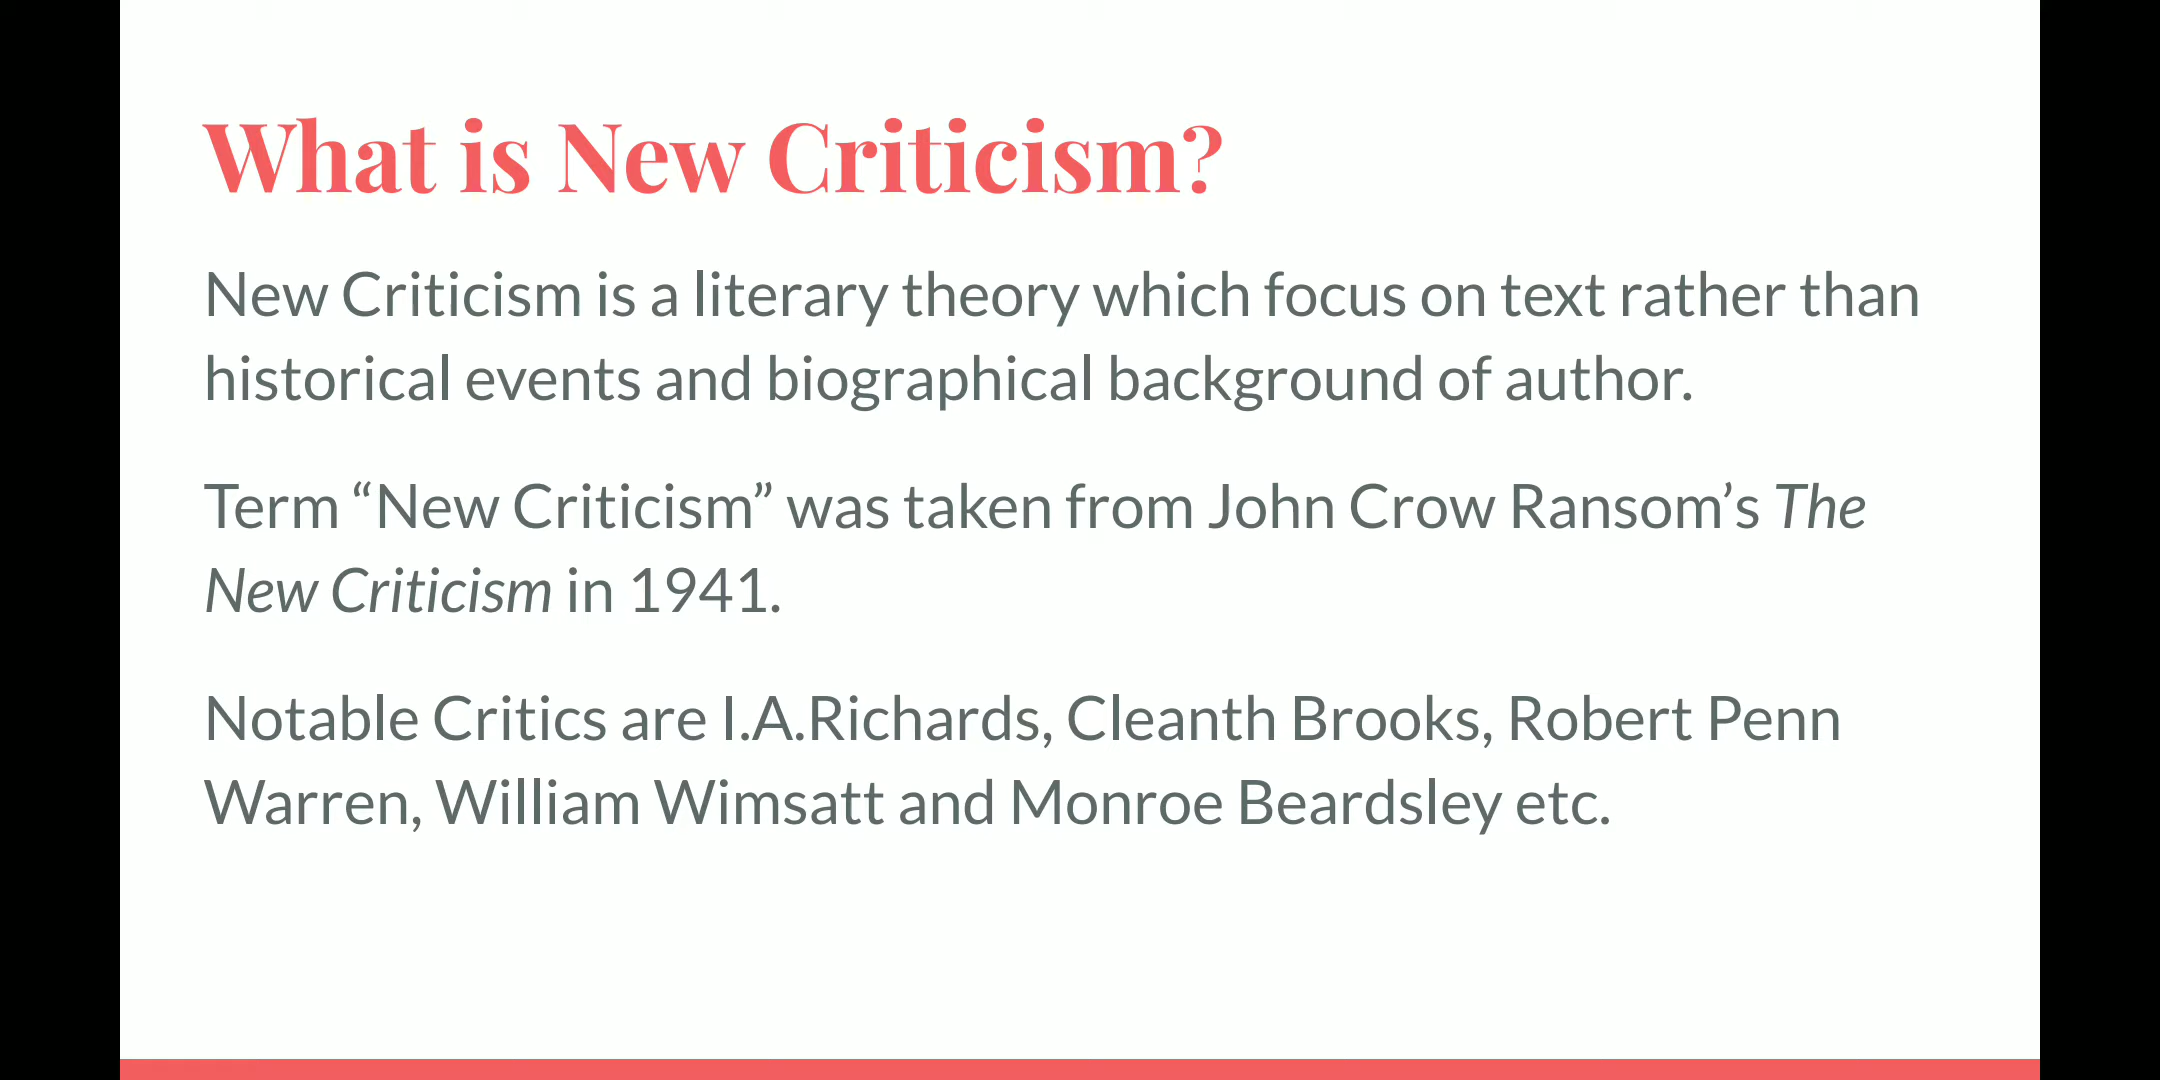 What is New Criticism?
New Criticism is a literary theory which focus on text rather than
historical events and biographical background of author.
Term “New Criticism” was taken from John Crow Ransom’s The
New Criticism in 1941.
Notable Critics are I.A.Richards, Cleanth Brooks, Robert Penn
Warren, William Wimsatt and Monroe Beardsley etc.